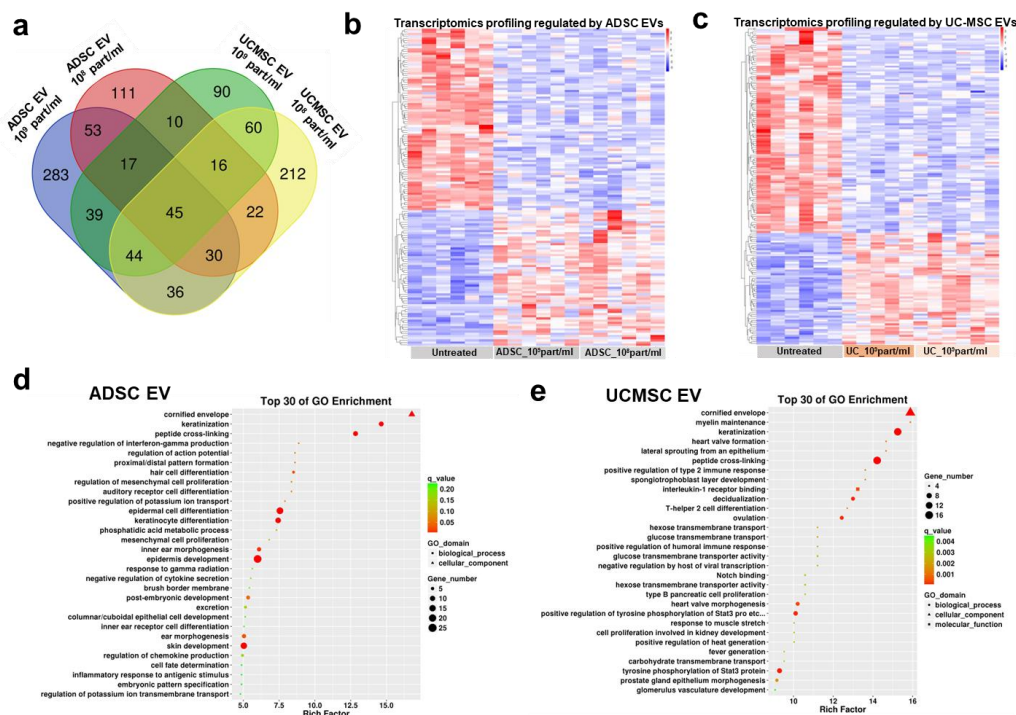 a
ADSC EV
10⁹ part/ml
ADSC EV
10⁸ part/ml
UCMSC EV
10⁹ part/ml
UCMSC EV
10⁸ part/ml
283
111
90
212
53
10
60
17
16
39
45
22
44
30
36
b
Transcriptomics profiling regulated by ADSC EVs
Untreated
ADSC_10⁹part/ml
ADSC_10⁸part/ml
c
Transcriptomics profiling regulated by UC-MSC EVs
Untreated
UC_10⁹part/ml
UC_10⁸part/ml
d
ADSC EV
Top 30 of GO Enrichment
cornified envelope
keratinization
peptide cross-linking
negative regulation of interferon-gamma production
regulation of action potential
proximal/distal pattern formation
hair cell differentiation
regulation of mesenchymal cell proliferation
auditory receptor cell differentiation
positive regulation of potassium ion transport
epidermal cell differentiation
keratinocyte differentiation
phosphatidic acid metabolic process
mesenchymal cell proliferation
inner ear morphogenesis
epidermis development
response to gamma radiation
negative regulation of cytokine secretion
brush border membrane
post-embryonic development
excretion
columnar/cuboidal epithelial cell development
inner ear receptor cell differentiation
ear morphogenesis
skin development
regulation of chemokine production
cell fate determination
inflammatory response to antigenic stimulus
embryonic pattern specification
regulation of potassium ion transmembrane transport
5.0 7.5 10.0 12.5 15.0
Rich Factor
q_value
0.20
0.15
0.10
0.05
GO_domain
biological_process
cellular_component
Gene_number
5
10
15
20
25
e
UCMSC EV
Top 30 of GO Enrichment
cornified envelope
myelin maintenance
keratinization
heart valve formation
lateral sprouting from an epithelium
peptide cross-linking
positive regulation of type 2 immune response
spongiotrophoblast layer development
interleukin-1 receptor binding
decidualization
T-helper 2 cell differentiation
ovulation
hexose transmembrane transport
glucose transmembrane transport
positive regulation of humoral immune response
glucose transmembrane transporter activity
negative regulation by host of viral transcription
Notch binding
hexose transmembrane transporter activity
type B pancreatic cell proliferation
heart valve morphogenesis
positive regulation of tyrosine phosphorylation of Stat3 pro etc...
response to muscle stretch
cell proliferation involved in kidney development
positive regulation of heat generation
fever generation
carbohydrate transmembrane transport
tyrosine phosphorylation of Stat3 protein
prostate gland epithelium morphogenesis
glomerulus vasculature development
10 12 14 16
Rich Factor
Gene_number
4
8
12
16
q_value
0.004
0.003
0.002
0.001
GO_domain
biological_process
cellular_component
molecular_function